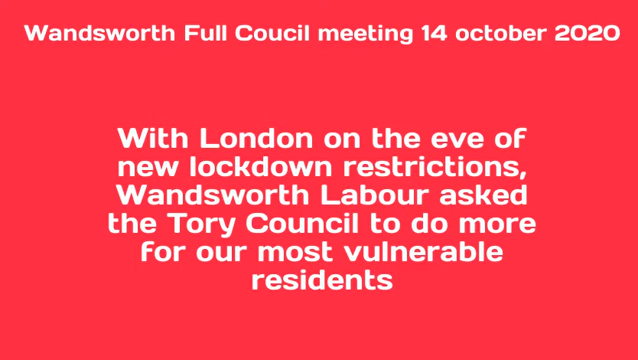 Wandsworth Full Coucil meeting 14 october 2020
With London on the eve of
new lockdown restrictions,
Wandsworth Labour asked
the Tory Council to do more
for our most vulnerable
residents